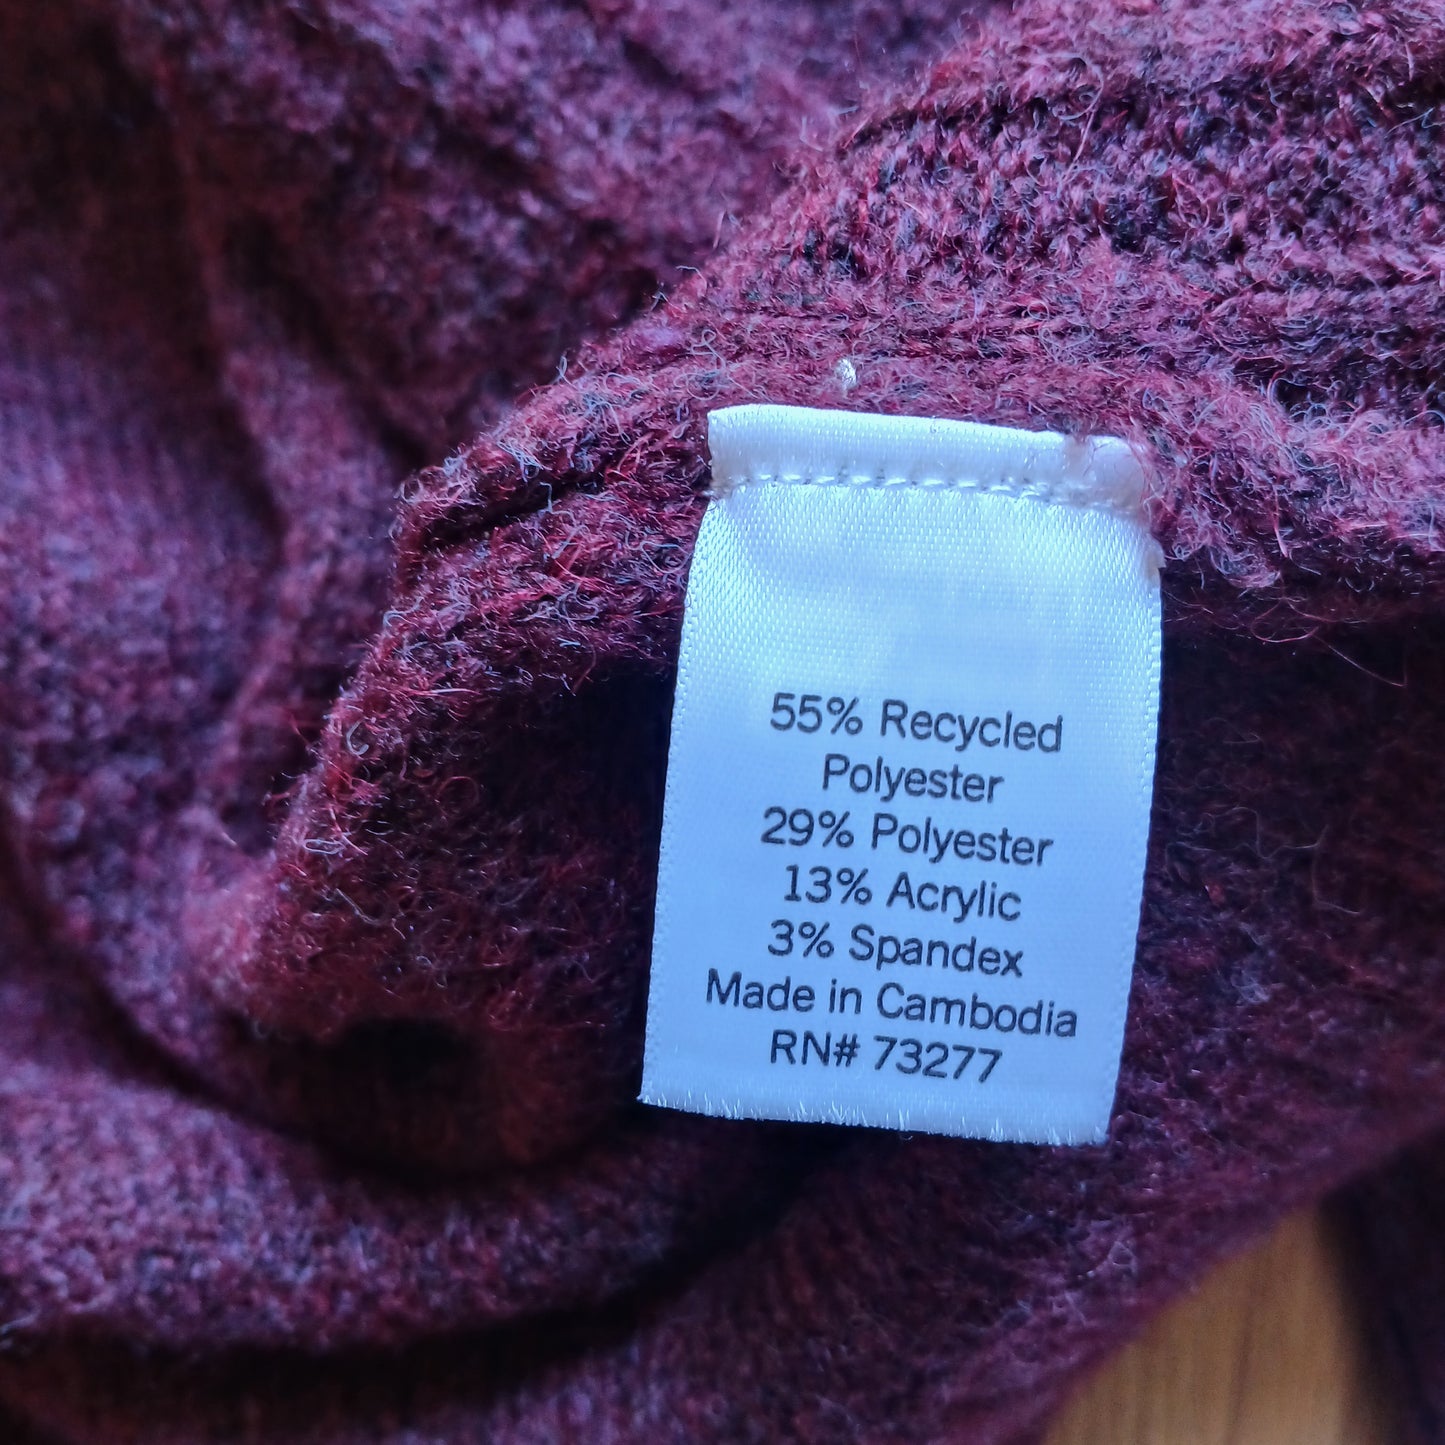 55% Recycled
Polyester
29% Polyester
13% Acrylic
3% Spandex
Made in Cambodia
RN# 73277